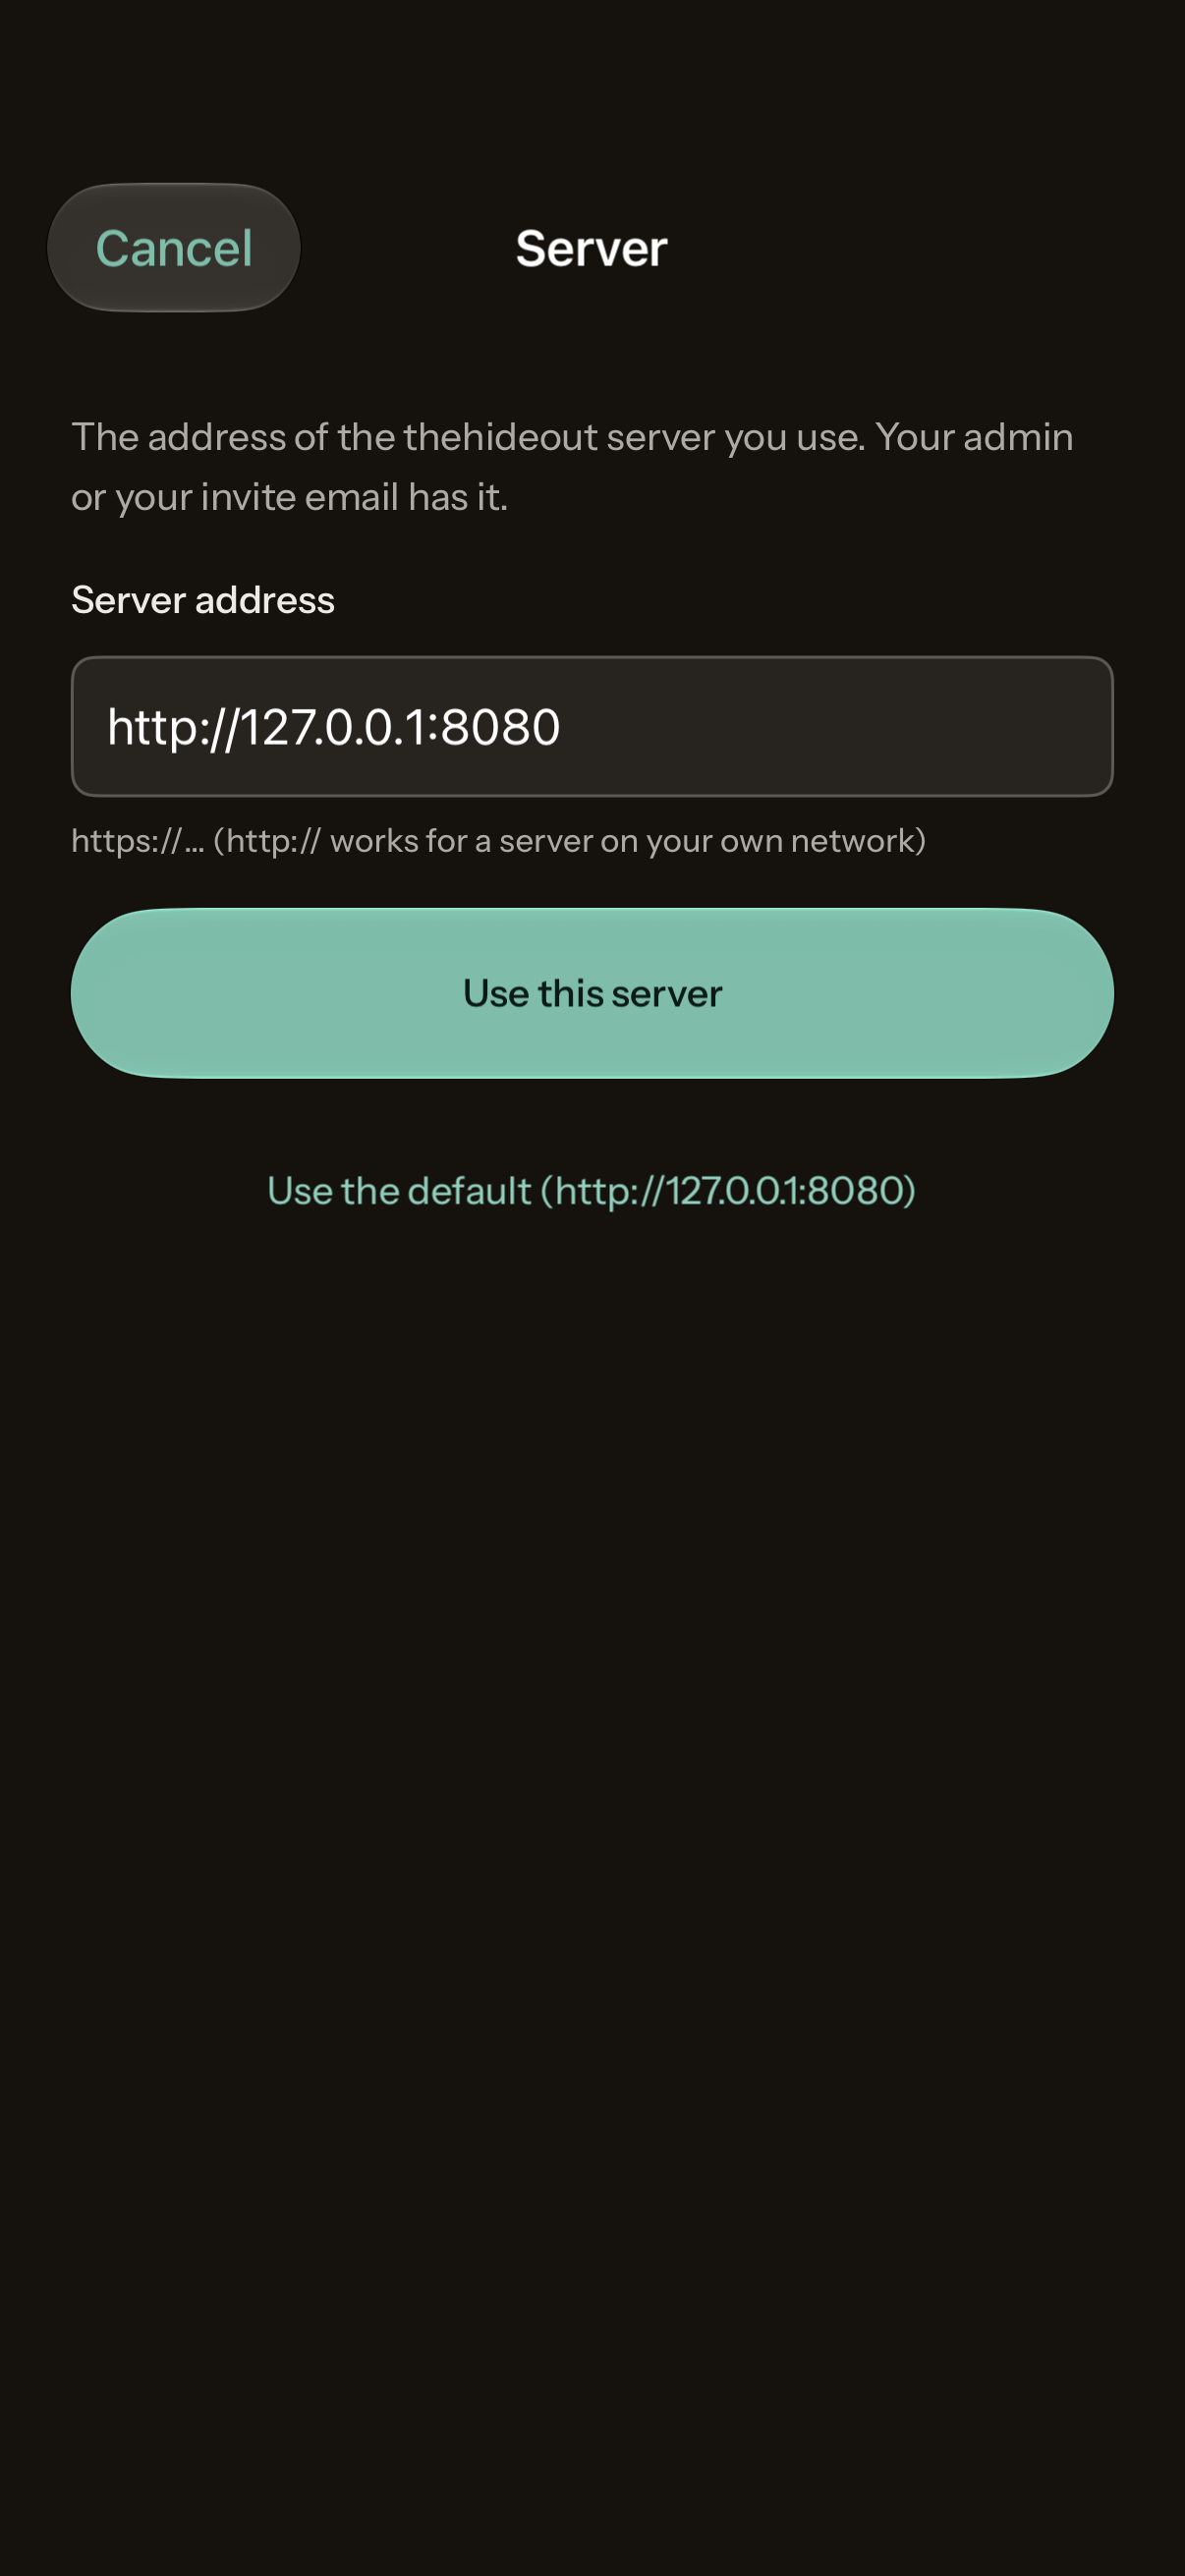 Cancel
Server
The address of the thehideout server you use. Your admin
or your invite email has it.
Server address
http://127.0.0.1:8080
https://... (http:// works for a server on your own network)
Use this server
Use the default (http://127.0.0.1:8080)